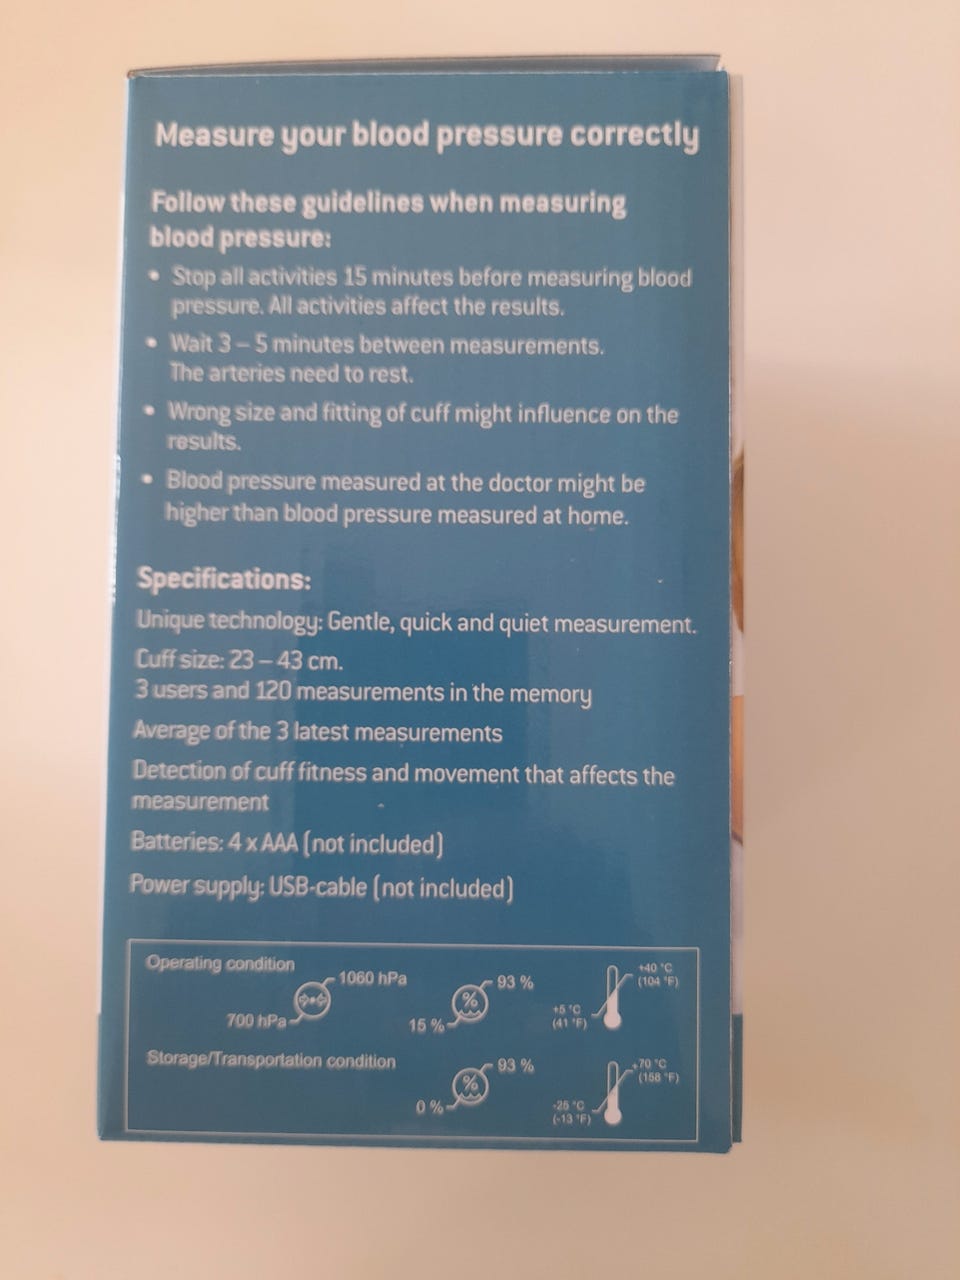 Measure your blood pressure correctly
Follow these guidelines when measuring
blood pressure:
• Stop all activities 15 minutes before measuring blood
pressure. All activities affect the results.
• Wait 3 – 5 minutes between measurements.
The arteries need to rest.
• Wrong size and fitting of cuff might influence on the
results.
• Blood pressure measured at the doctor might be
higher than blood pressure measured at home.
Specifications:
Unique technology: Gentle, quick and quiet measurement.
Cuff size: 23 – 43 cm.
3 users and 120 measurements in the memory
Average of the 3 latest measurements
Detection of cuff fitness and movement that affects the
measurement
Batteries: 4 x AAA (not included)
Power supply: USB-cable (not included)
Operating condition
1060 hPa
700 hPa
93 %
%
15 %
+40 °C
(104 °F)
+5 °C
(41 °F)
Storage/Transportation condition
93 %
%
0 %
+70 °C
(158 °F)
-25 °C
(-13 °F)